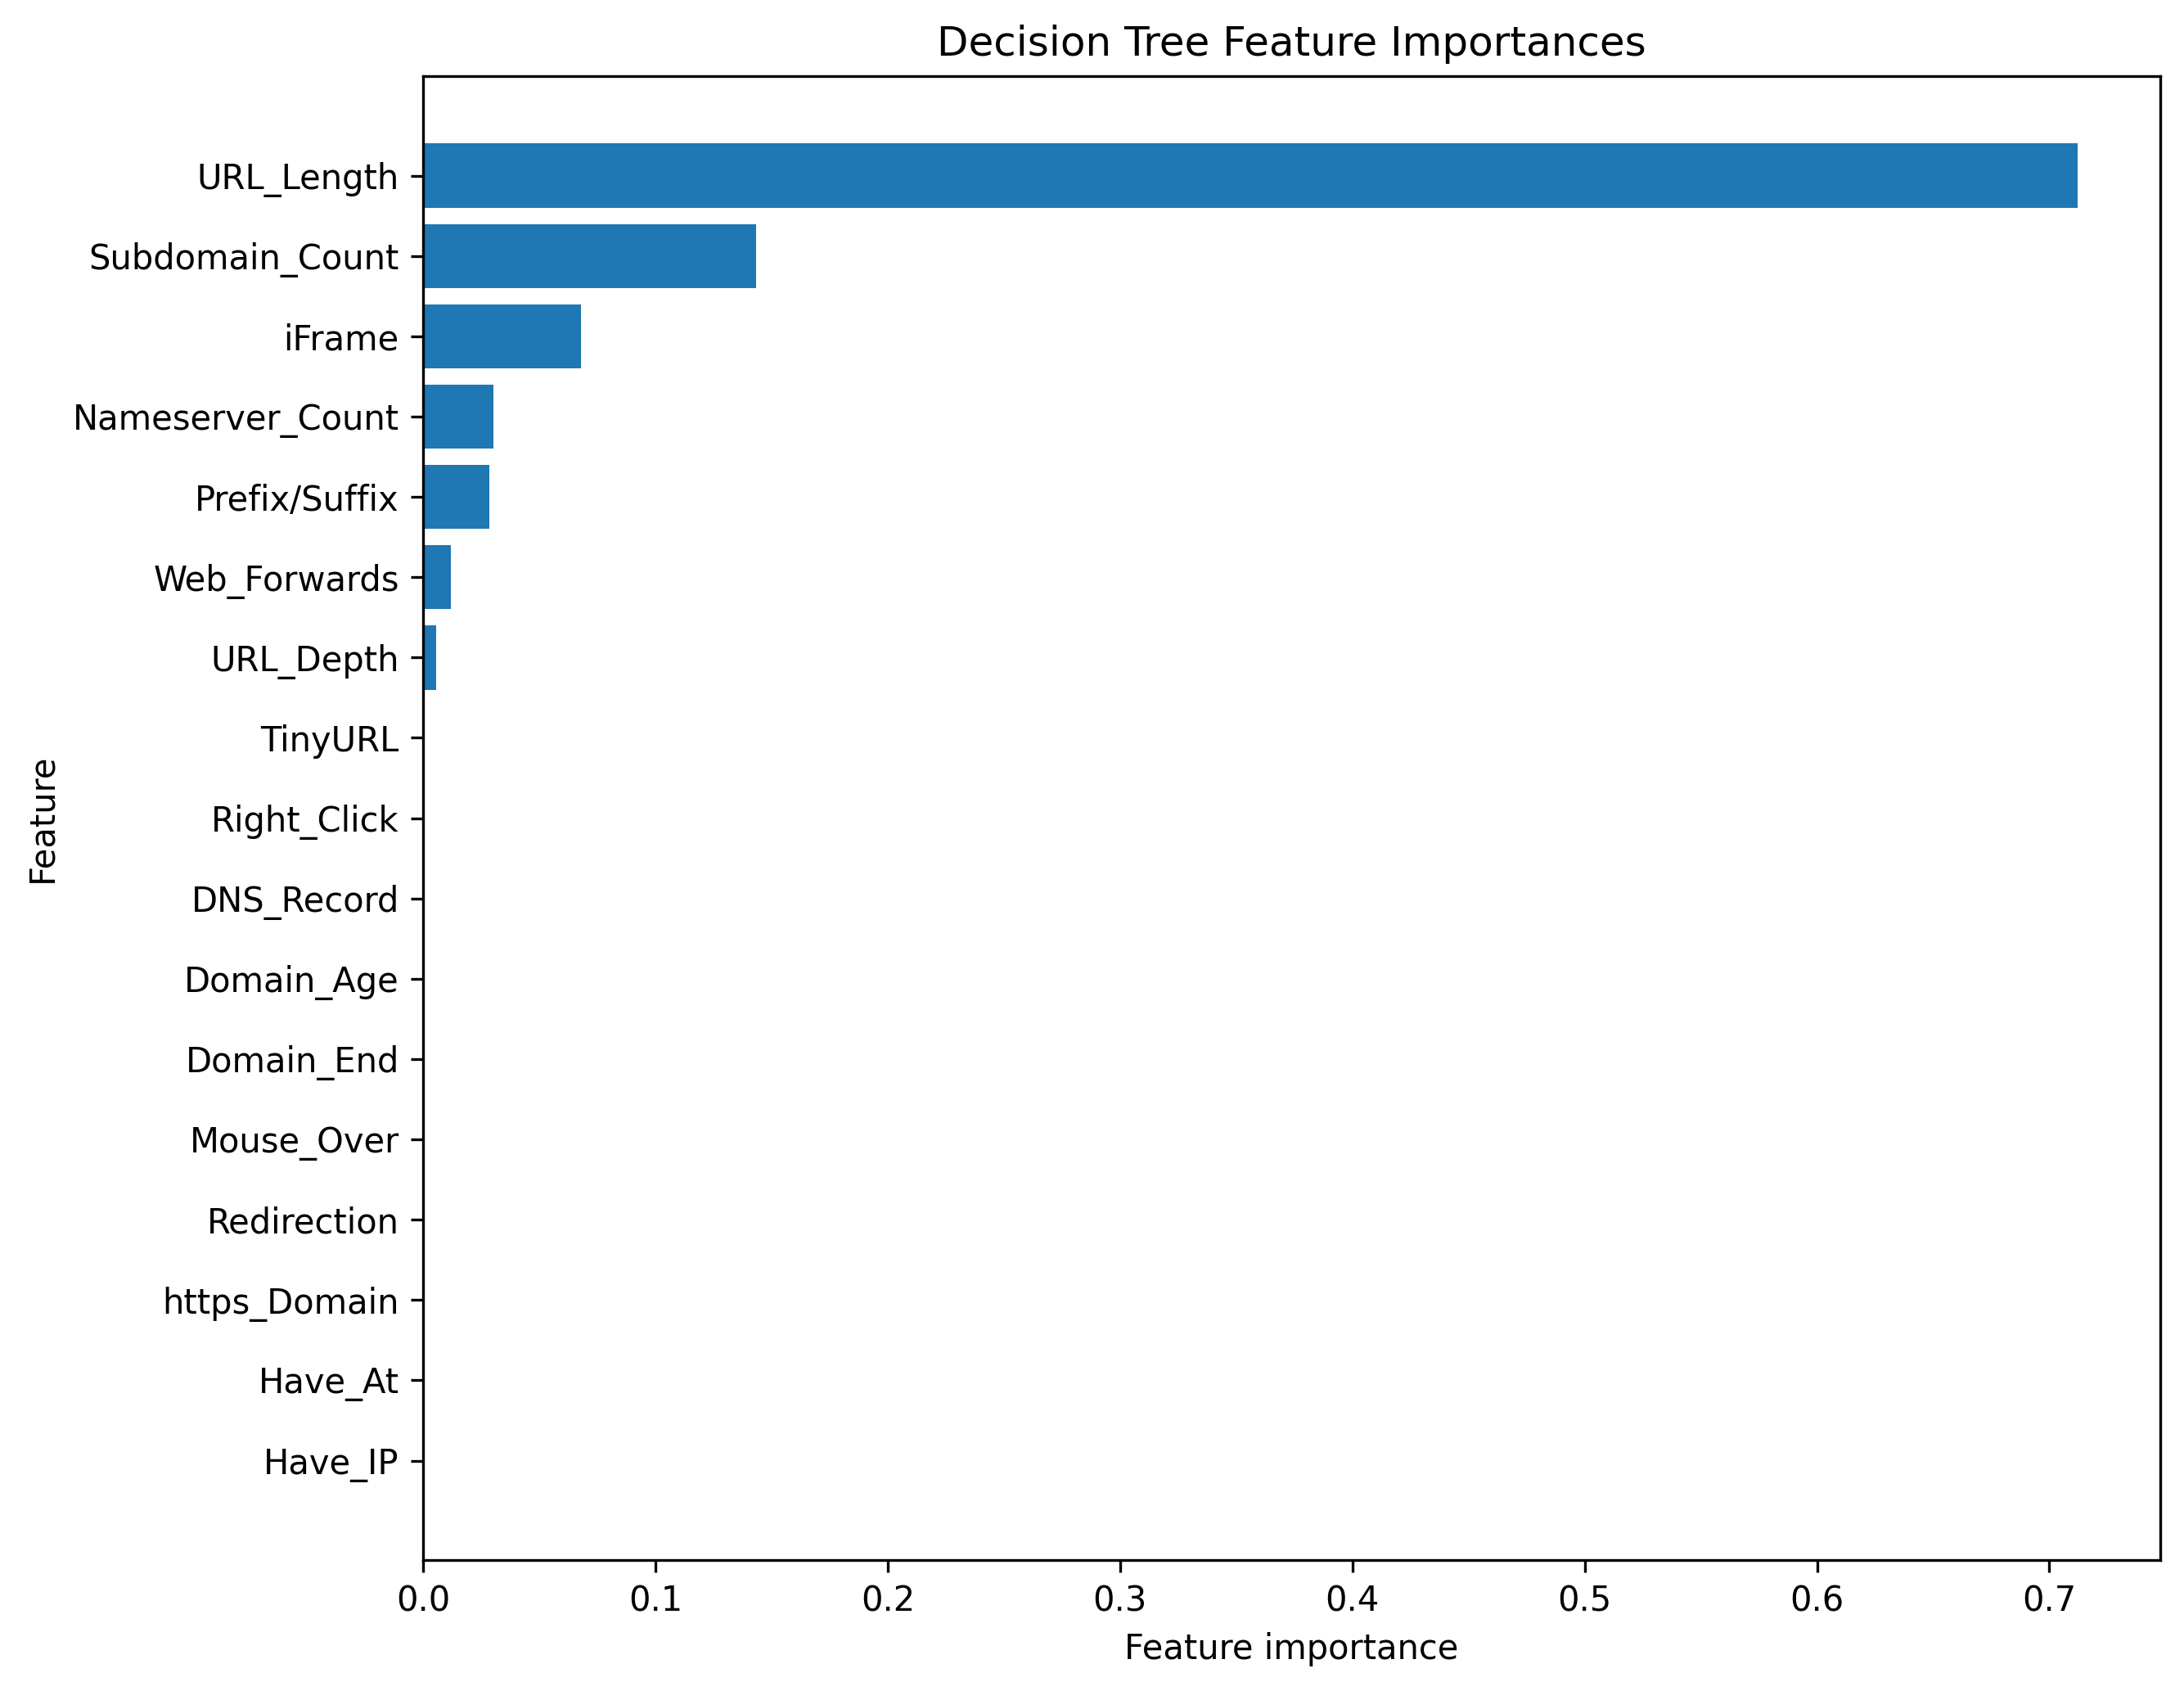 Decision Tree Feature Importances
URL_Length
Subdomain_Count
iFrame
Nameserver_Count
Prefix/Suffix
Web_Forwards
URL_Depth
TinyURL
Right_Click
DNS_Record
Domain_Age
Domain_End
Mouse_Over
Redirection
https_Domain
Have_At
Have_IP
Feature
0.0 0.1 0.2 0.3 0.4 0.5 0.6 0.7
Feature importance